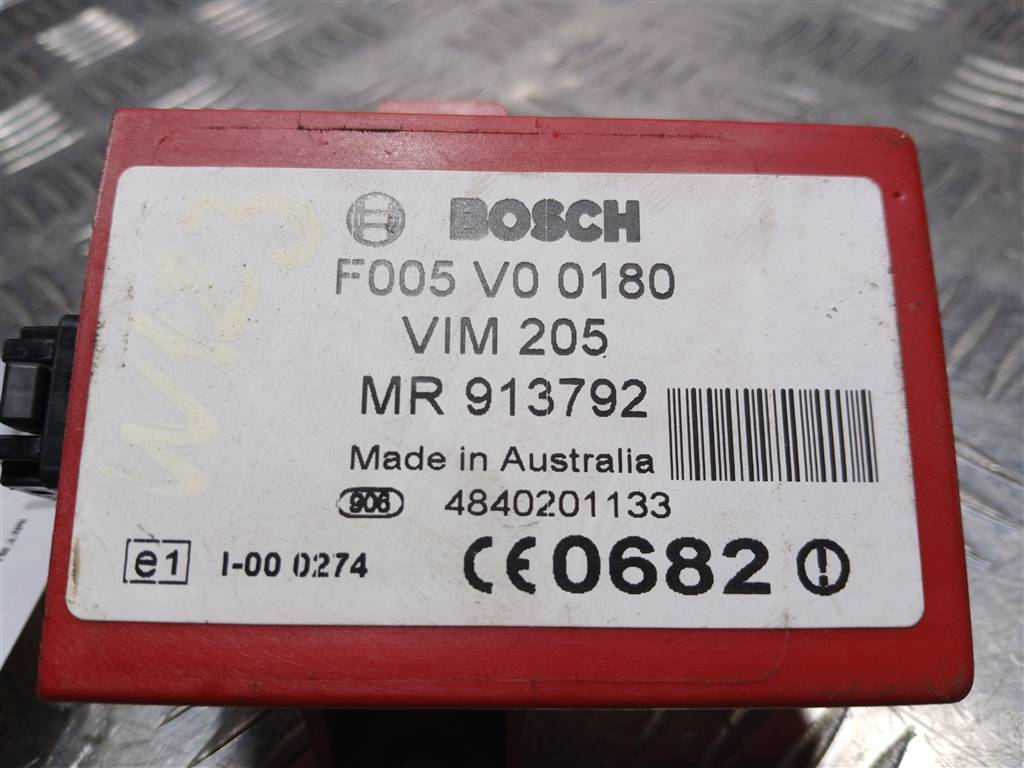 BOSCH
F005 V0 0180
VIM 205
MR 913792
Made in Australia
906 4840201133
e1 I-00 0274 CE 0682